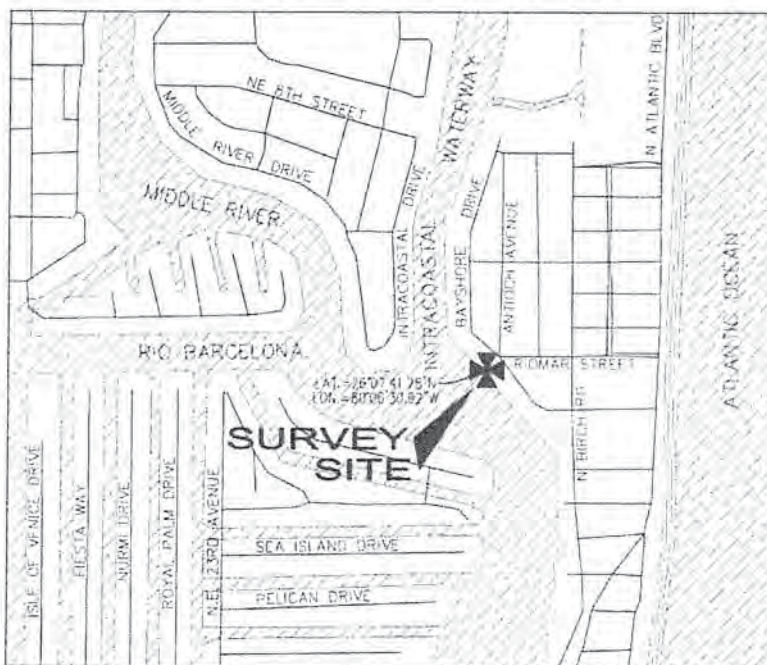 N ATLANTIC BLVD
NE 8TH STREET
MIDDLE RIVER DRIVE
MIDDLE RIVER
INTRACOASTAL DRIVE
INTRACOASTAL WATERWAY
BAYSHORE DRIVE
ANTIOCH AVENUE
ATLANTIC OCEAN
RIO BARCELONA
RIOMAR STREET
LAT.
LON.
SURVEY
SITE
N BIRCH RD
ISLE OF VENICE DRIVE
FIESTA WAY
NURMI DRIVE
ROYAL PALM DRIVE
N.E. 23RD AVENUE
SEA ISLAND DRIVE
PELICAN DRIVE